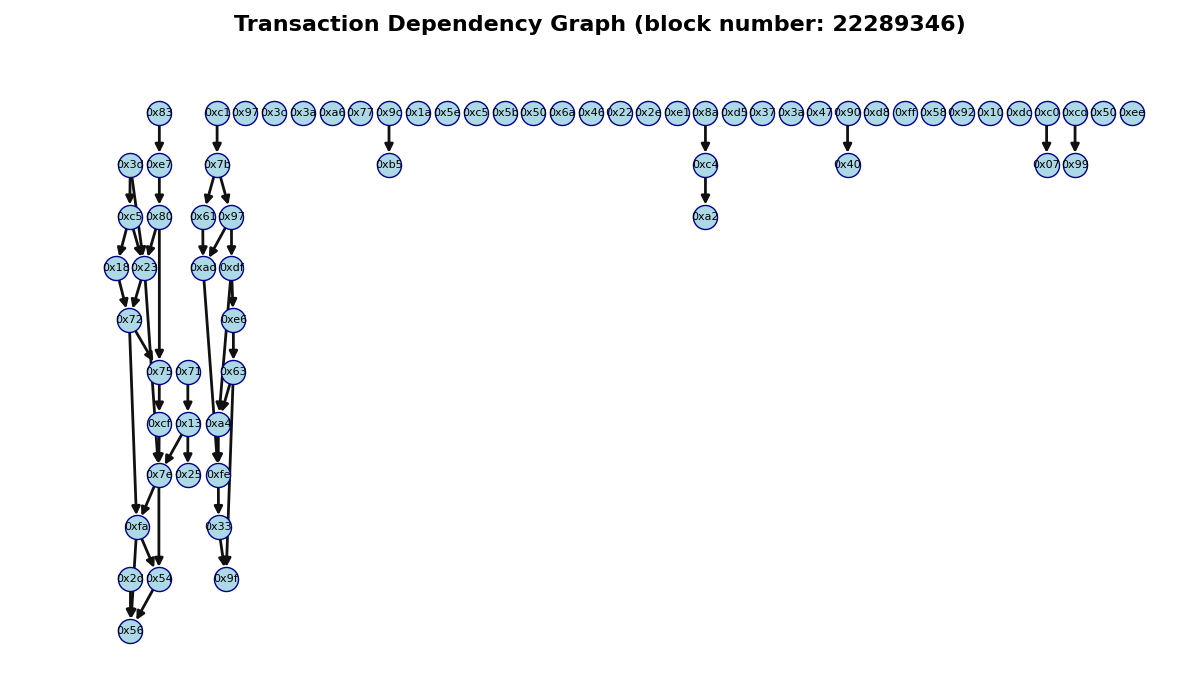 Transaction Dependency Graph (block number: 22289346)
0x83 0xc1 0x97 0x3c 0x3a 0xa6 0x77 0x9c 0x1a 0x5e 0xc5 0x5b 0x50 0x6a 0x46 0x22 0x2e 0xe1 0x8a 0xd5 0x37 0x3a 0x47 0x90 0xd8 0xff 0x58 0x92 0x10 0xdc 0xc0 0xcd 0x50 0xee
0x3d 0xe7 0x7b 0xb5 0xc4 0x40 0x07 0x99
0xc5 0x80 0x61 0x97 0xa2
0x18 0x23 0xad 0xdf
0x72 0xe6
0x75 0x71 0x63
0xcf 0x13 0xa4
0x7e 0x25 0xfe
0xfa 0x33
0x2d 0x54 0x9f
0x56